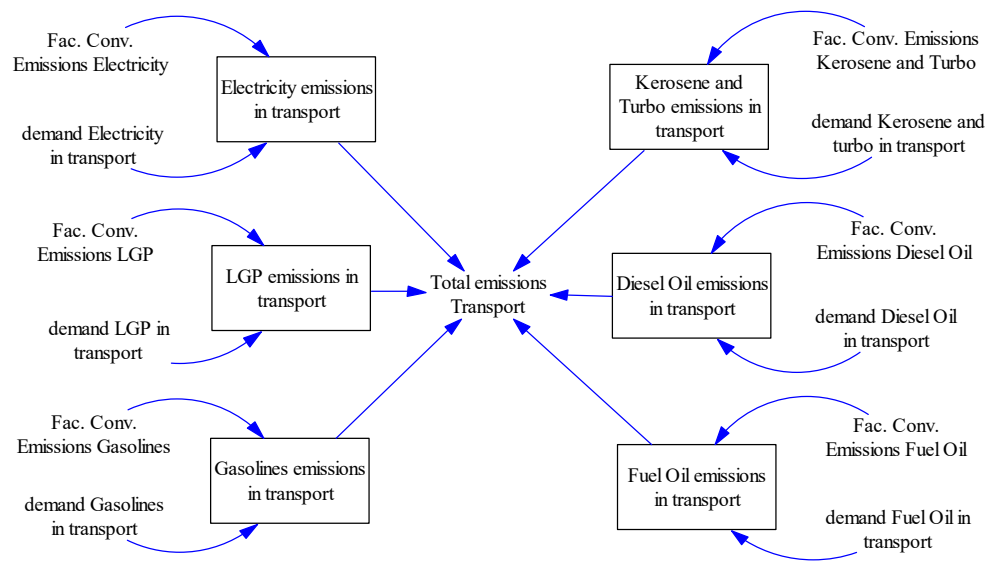 Fac. Conv.
Emissions Electricity
Electricity emissions
in transport
demand Electricity
in transport
Fac. Conv.
Emissions LGP
LGP emissions in
transport
demand LGP in
transport
Fac. Conv.
Emissions Gasolines
Gasolines emissions
in transport
demand Gasolines
in transport
Total emissions
Transport
Fac. Conv. Emissions
Kerosene and Turbo
Kerosene and
Turbo emissions in
transport
demand Kerosene and
turbo in transport
Fac. Conv.
Emissions Diesel Oil
Diesel Oil emissions
in transport
demand Diesel Oil
in transport
Fac. Conv.
Emissions Fuel Oil
Fuel Oil emissions
in transport
demand Fuel Oil in
transport